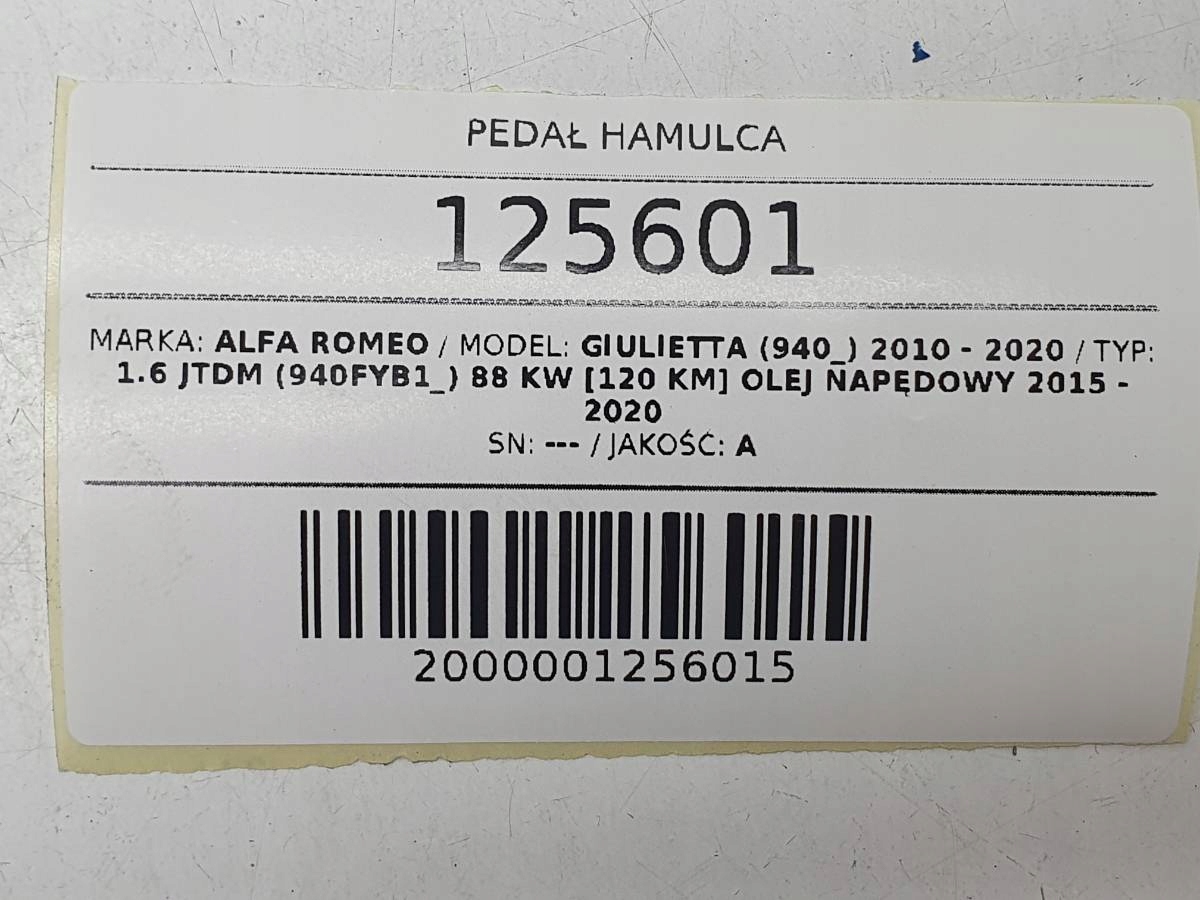 PEDAŁ HAMULCA
125601
MARKA: ALFA ROMEO / MODEL: GIULIETTA (940_) 2010 - 2020 / TYP:
1.6 JTDM (940FYB1_) 88 KW [120 KM] OLEJ NAPĘDOWY 2015 -
2020
SN: --- / JAKOŚĆ: A
2000001256015